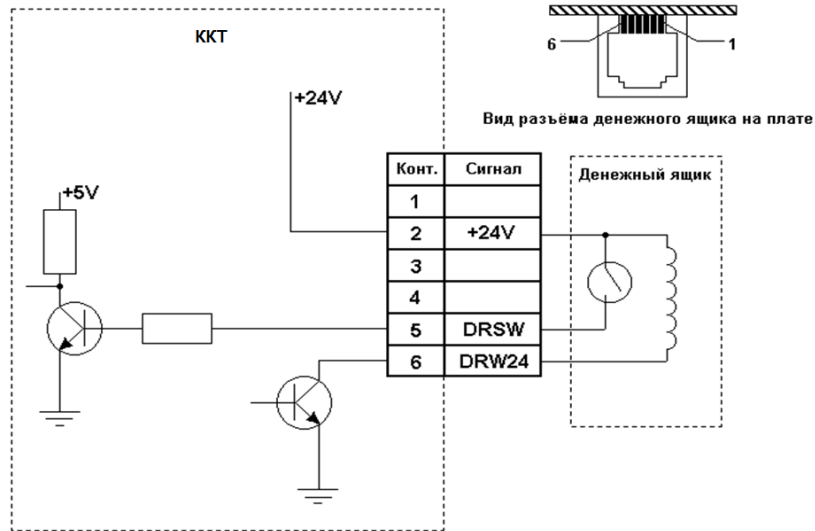 ККТ
6
1
Вид разъёма денежного ящика на плате
+24V
+5V
Конт. Сигнал
1
2 +24V
3
4
5 DRSW
6 DRW24
Денежный ящик